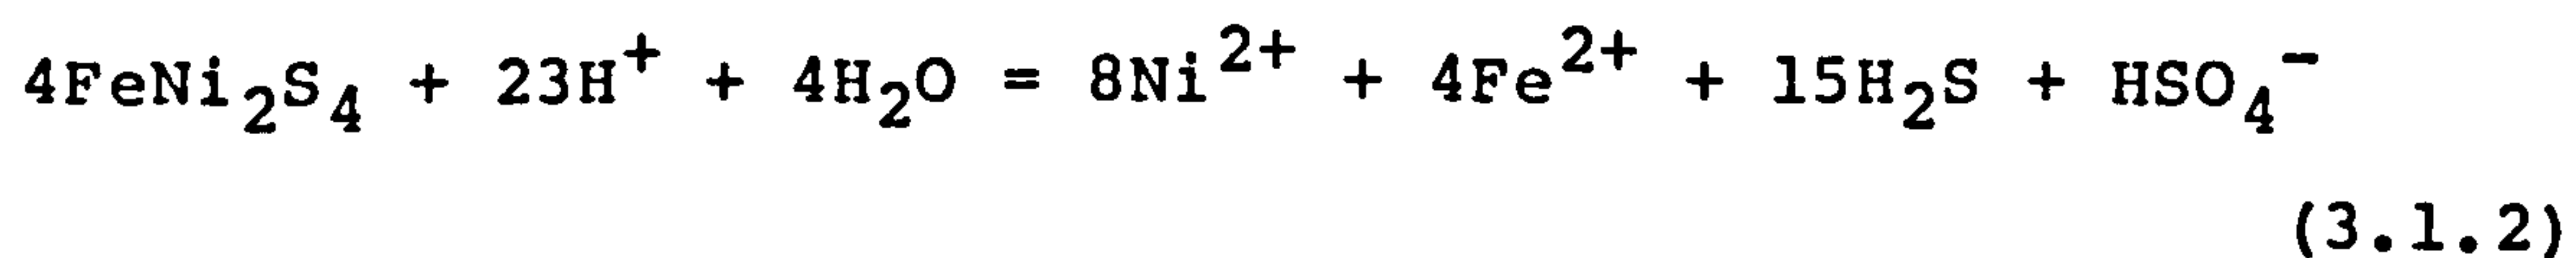 4FeNi₂S₄ + 23H⁺ + 4H₂O = 8Ni²⁺ + 4Fe²⁺ + 15H₂S + HSO₄⁻
(3.1.2)